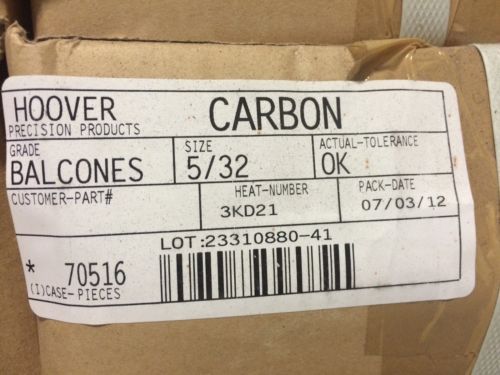 HOOVER CARBON
PRECISION PRODUCTS
GRADE SIZE ACTUAL-TOLERANCE
BALCONES 5/32 OK
CUSTOMER-PART# HEAT-NUMBER PACK-DATE
3KD21 07/03/12
LOT:23310880-41
* 70516
(I)CASE-PIECES